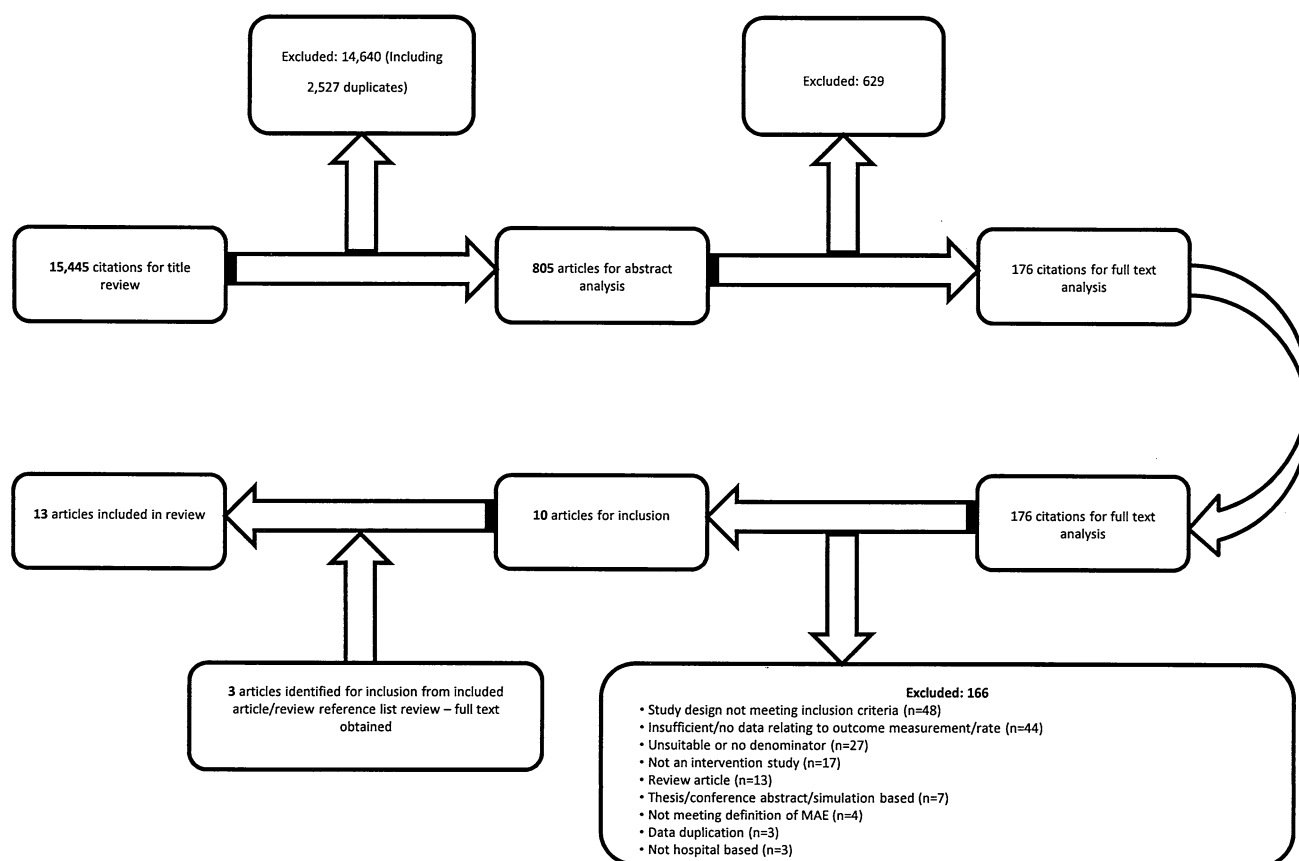 Excluded: 14,640 (Including
2,527 duplicates)
Excluded: 629
15,445 citations for title
review
805 articles for abstract
analysis
176 citations for full text
analysis
13 articles included in review
10 articles for inclusion
176 citations for full text
analysis
3 articles identified for inclusion from included
article/review reference list review – full text
obtained
Excluded: 166
• Study design not meeting inclusion criteria (n=48)
• Insufficient/no data relating to outcome measurement/rate (n=44)
• Unsuitable or no denominator (n=27)
• Not an intervention study (n=17)
• Review article (n=13)
• Thesis/conference abstract/simulation based (n=7)
• Not meeting definition of MAE (n=4)
• Data duplication (n=3)
• Not hospital based (n=3)